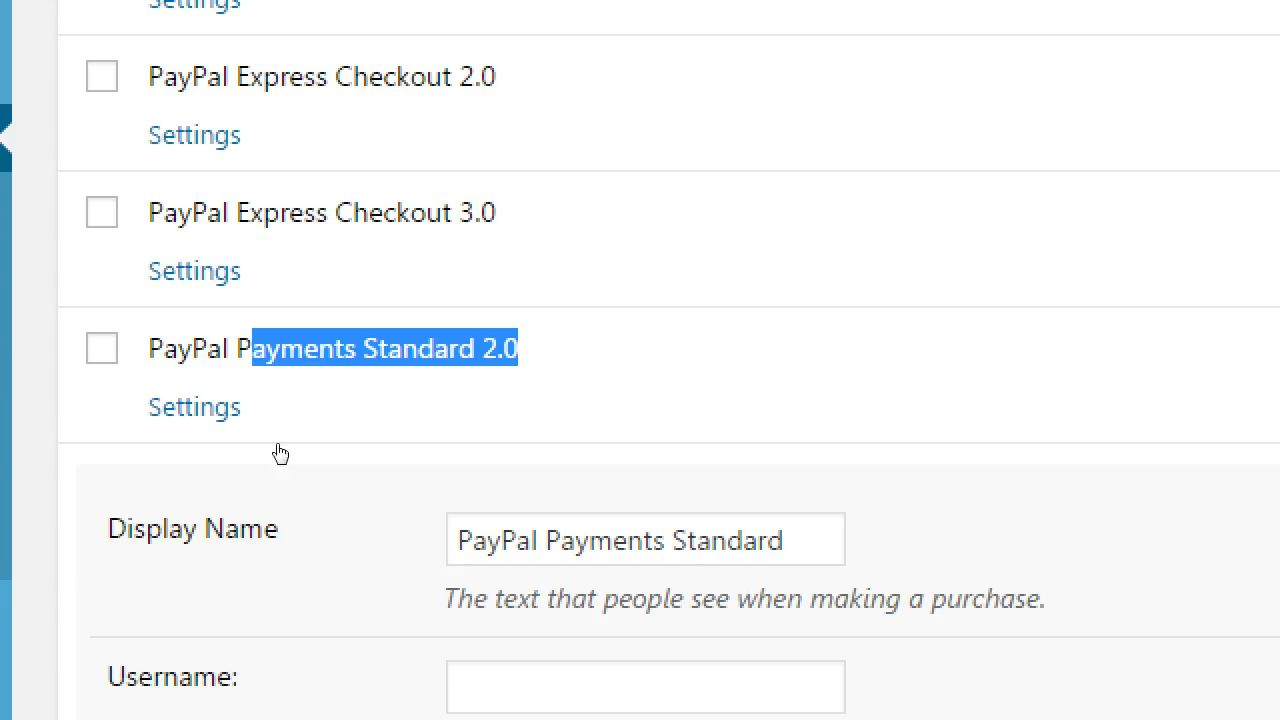 Settings
PayPal Express Checkout 2.0
Settings
PayPal Express Checkout 3.0
Settings
PayPal Payments Standard 2.0
Settings
Display Name
PayPal Payments Standard
The text that people see when making a purchase.
Username: